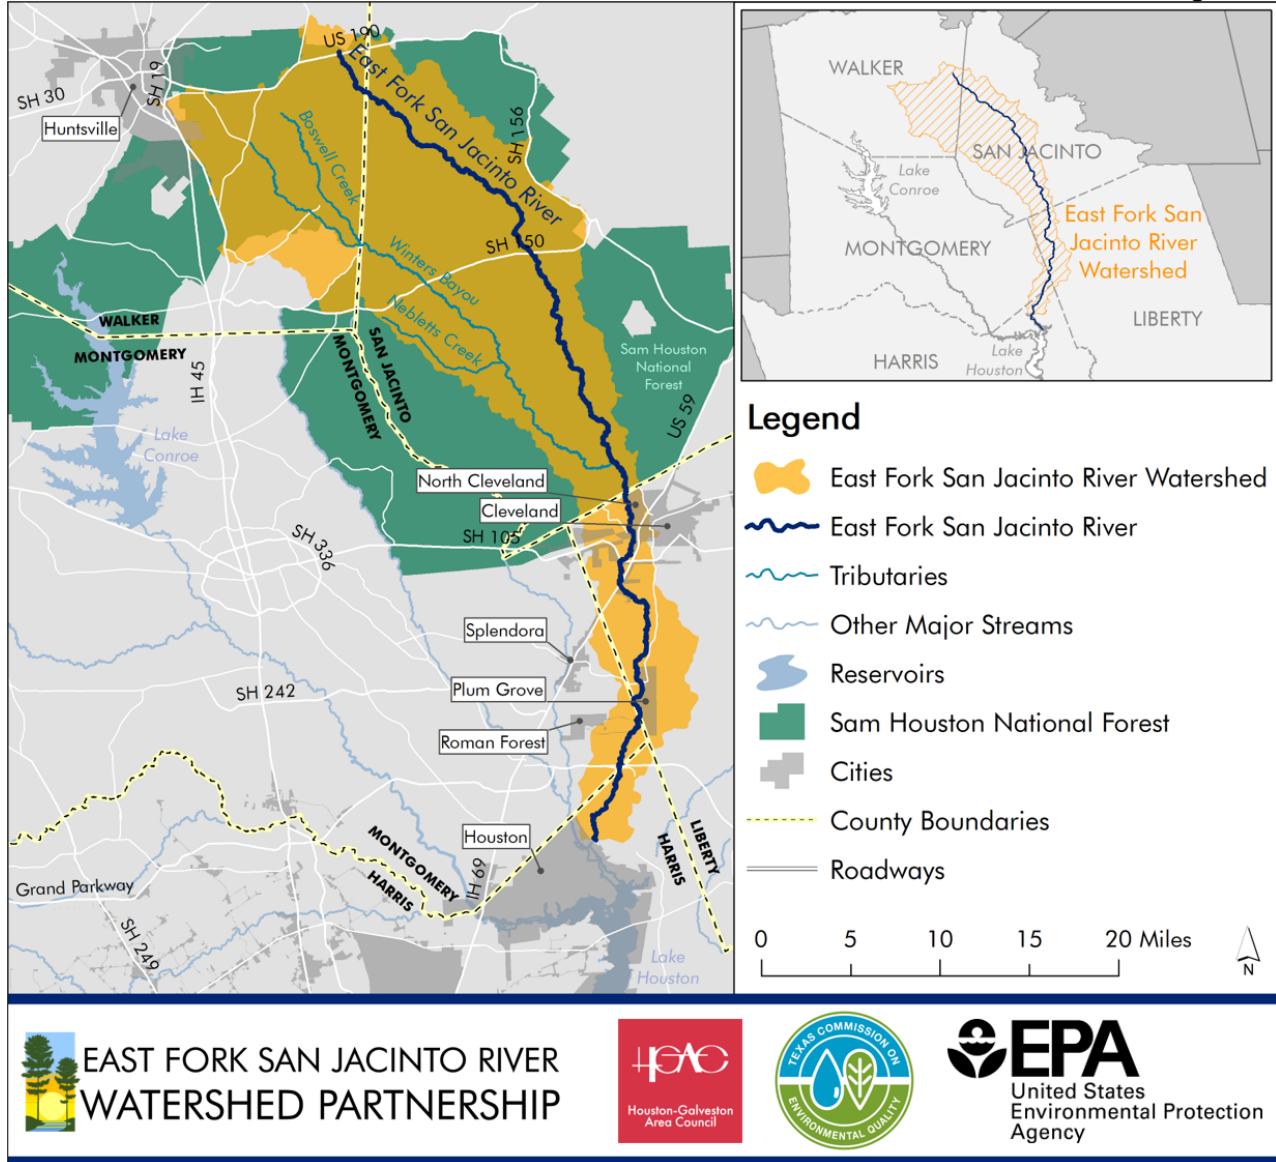 US 190
East Fork San Jacinto River
SH 19
SH 30
Huntsville
SH 156
Boswell Creek
SH 150
Winters Bayou
Nebletts Creek
WALKER
MONTGOMERY
SAN JACINTO
MONTGOMERY
Sam Houston
National
Forest
IH 45
US 59
Lake
Conroe
North Cleveland
Cleveland
SH 105
SH 336
Splendora
SH 242
Plum Grove
Roman Forest
Houston
MONTGOMERY
HARRIS
IH 69
LIBERTY
HARRIS
Grand Parkway
SH 249
Lake
Houston
WALKER
SAN JACINTO
Lake
Conroe
East Fork San
Jacinto River
Watershed
MONTGOMERY
LIBERTY
HARRIS
Lake
Houston
Legend
East Fork San Jacinto River Watershed
East Fork San Jacinto River
Tributaries
Other Major Streams
Reservoirs
Sam Houston National Forest
Cities
County Boundaries
Roadways
0 5 10 15 20 Miles
N
EAST FORK SAN JACINTO RIVER
WATERSHED PARTNERSHIP
HGAC
Houston-Galveston
Area Council
TEXAS COMMISSION ON
ENVIRONMENTAL QUALITY
EPA
United States
Environmental Protection
Agency